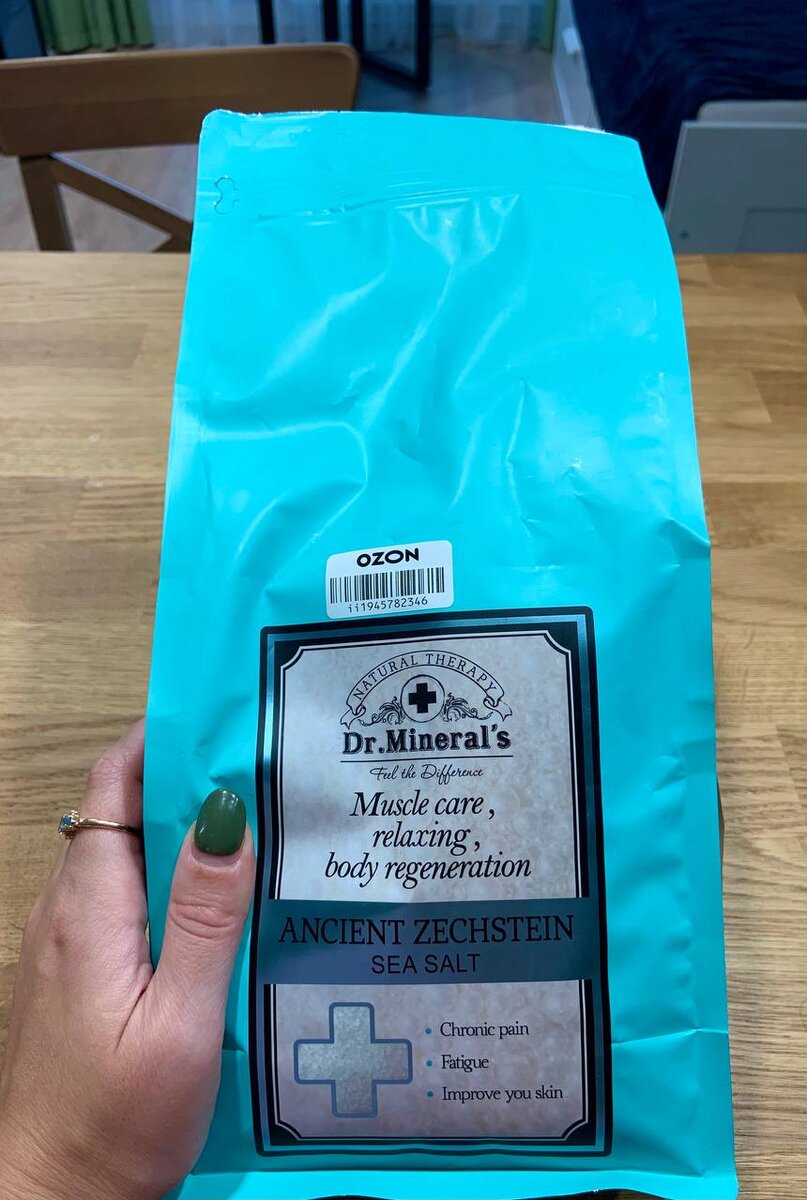 OZON
ii1945782346
NATURAL THERAPY
Dr.Mineral's
Feel the Difference
Muscle care,
relaxing,
body regeneration
ANCIENT ZECHSTEIN
SEA SALT
• Chronic pain
• Fatigue
• Improve you skin